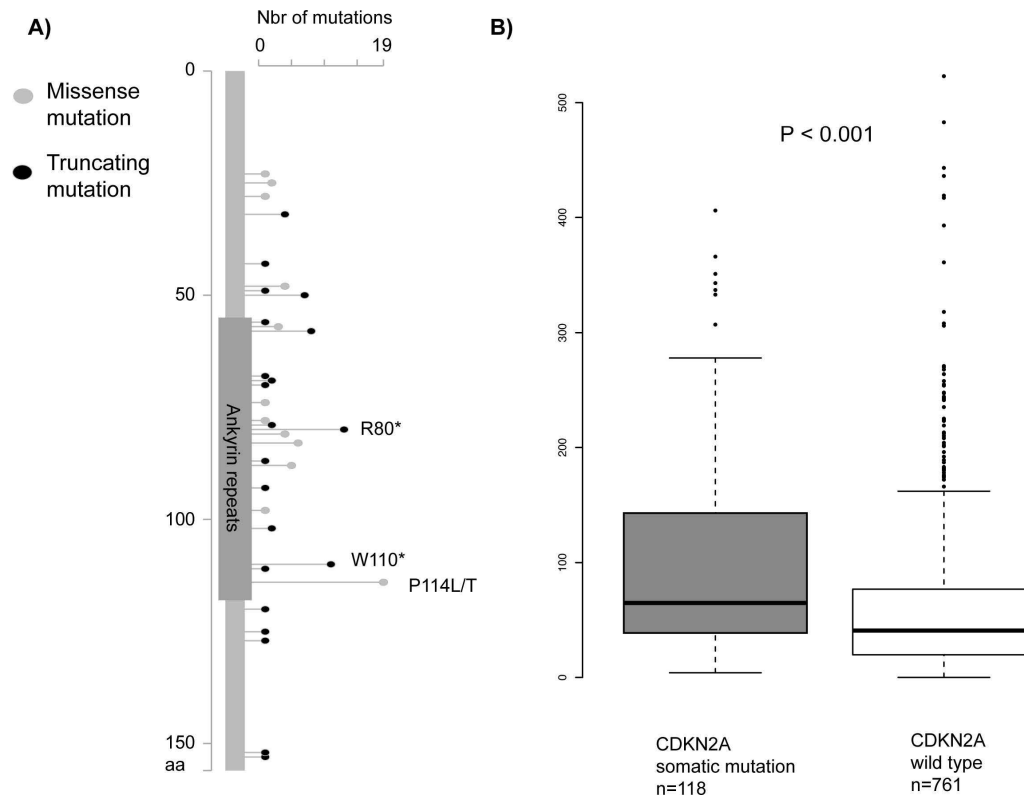 A)
Nbr of mutations
0 19
Missense
mutation
Truncating
mutation
0
50
100
150
aa
Ankyrin repeats
R80*
W110*
P114L/T
B)
P < 0.001
500
400
300
200
100
0
CDKN2A
somatic mutation
n=118
CDKN2A
wild type
n=761